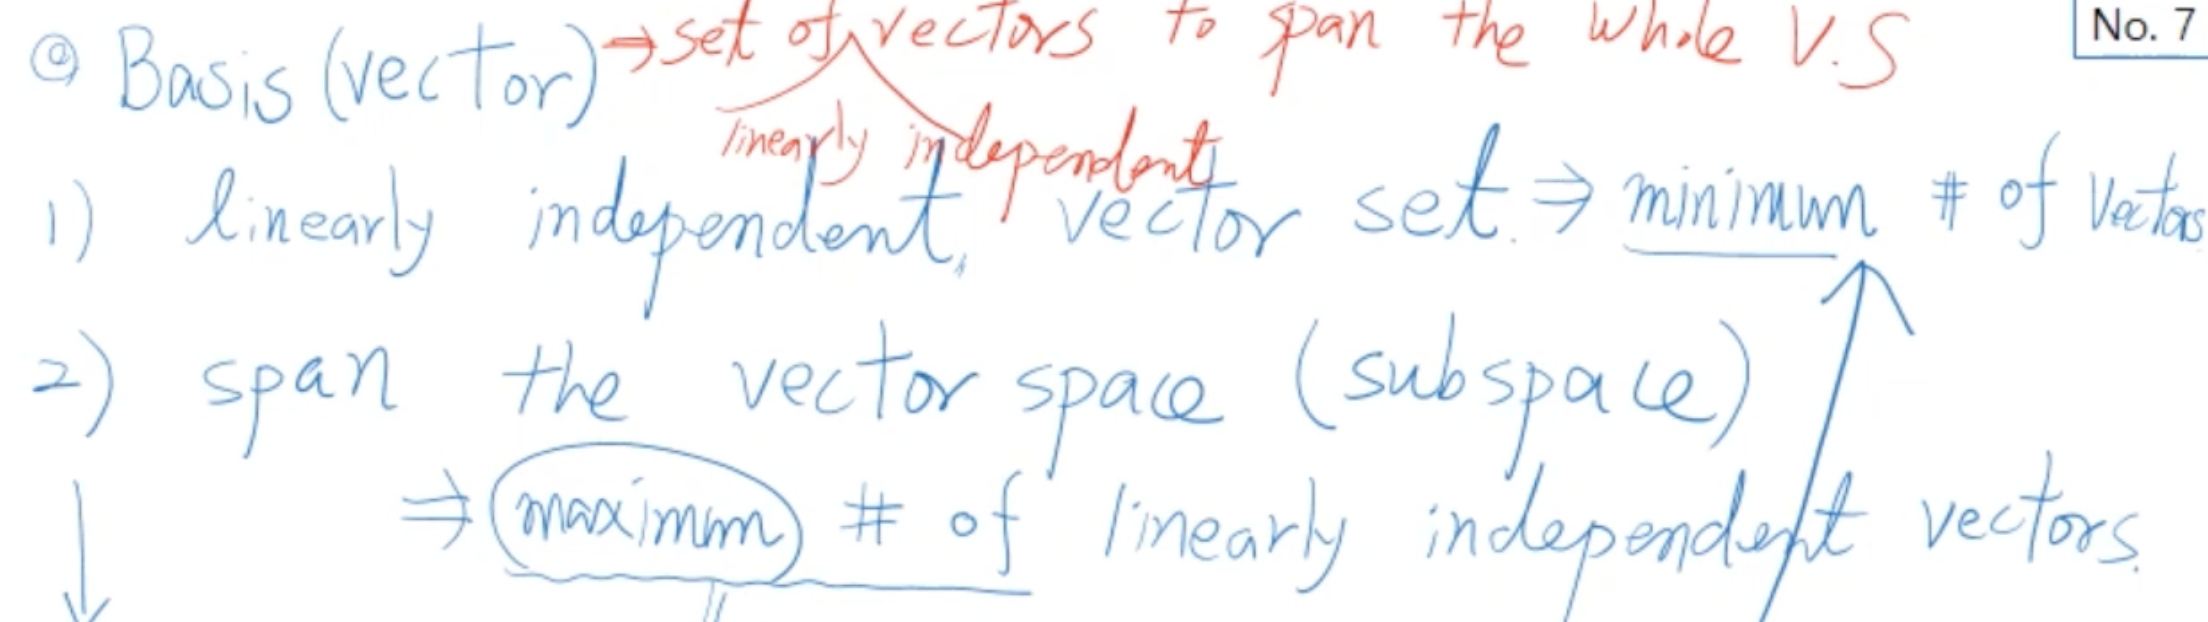 ◎ Basis (vector) → set of ∧ vectors to span the whole V.S
No. 7
linearly independent
1) linearly independent, vector set. ⇒ minimum # of vectors
2) span the vector space (subspace)
⇒ maximum # of linearly independent vectors.